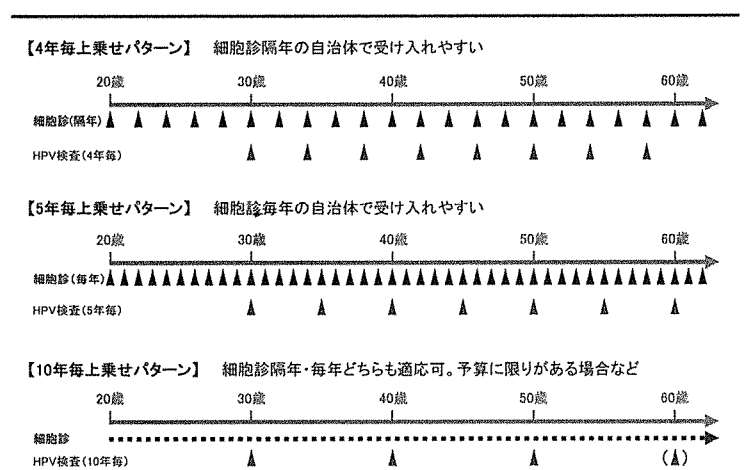 【4年毎上乗せパターン】 細胞診隔年の自治体で受け入れやすい
20歳 30歳 40歳 50歳 60歳
細胞診(隔年)
HPV検査(4年毎)
【5年毎上乗せパターン】 細胞診毎年の自治体で受け入れやすい
20歳 30歳 40歳 50歳 60歳
細胞診(毎年)
HPV検査(5年毎)
【10年毎上乗せパターン】 細胞診隔年・毎年どちらも適応可。予算に限りがある場合など
20歳 30歳 40歳 50歳 60歳
細胞診
HPV検査(10年毎) ( )